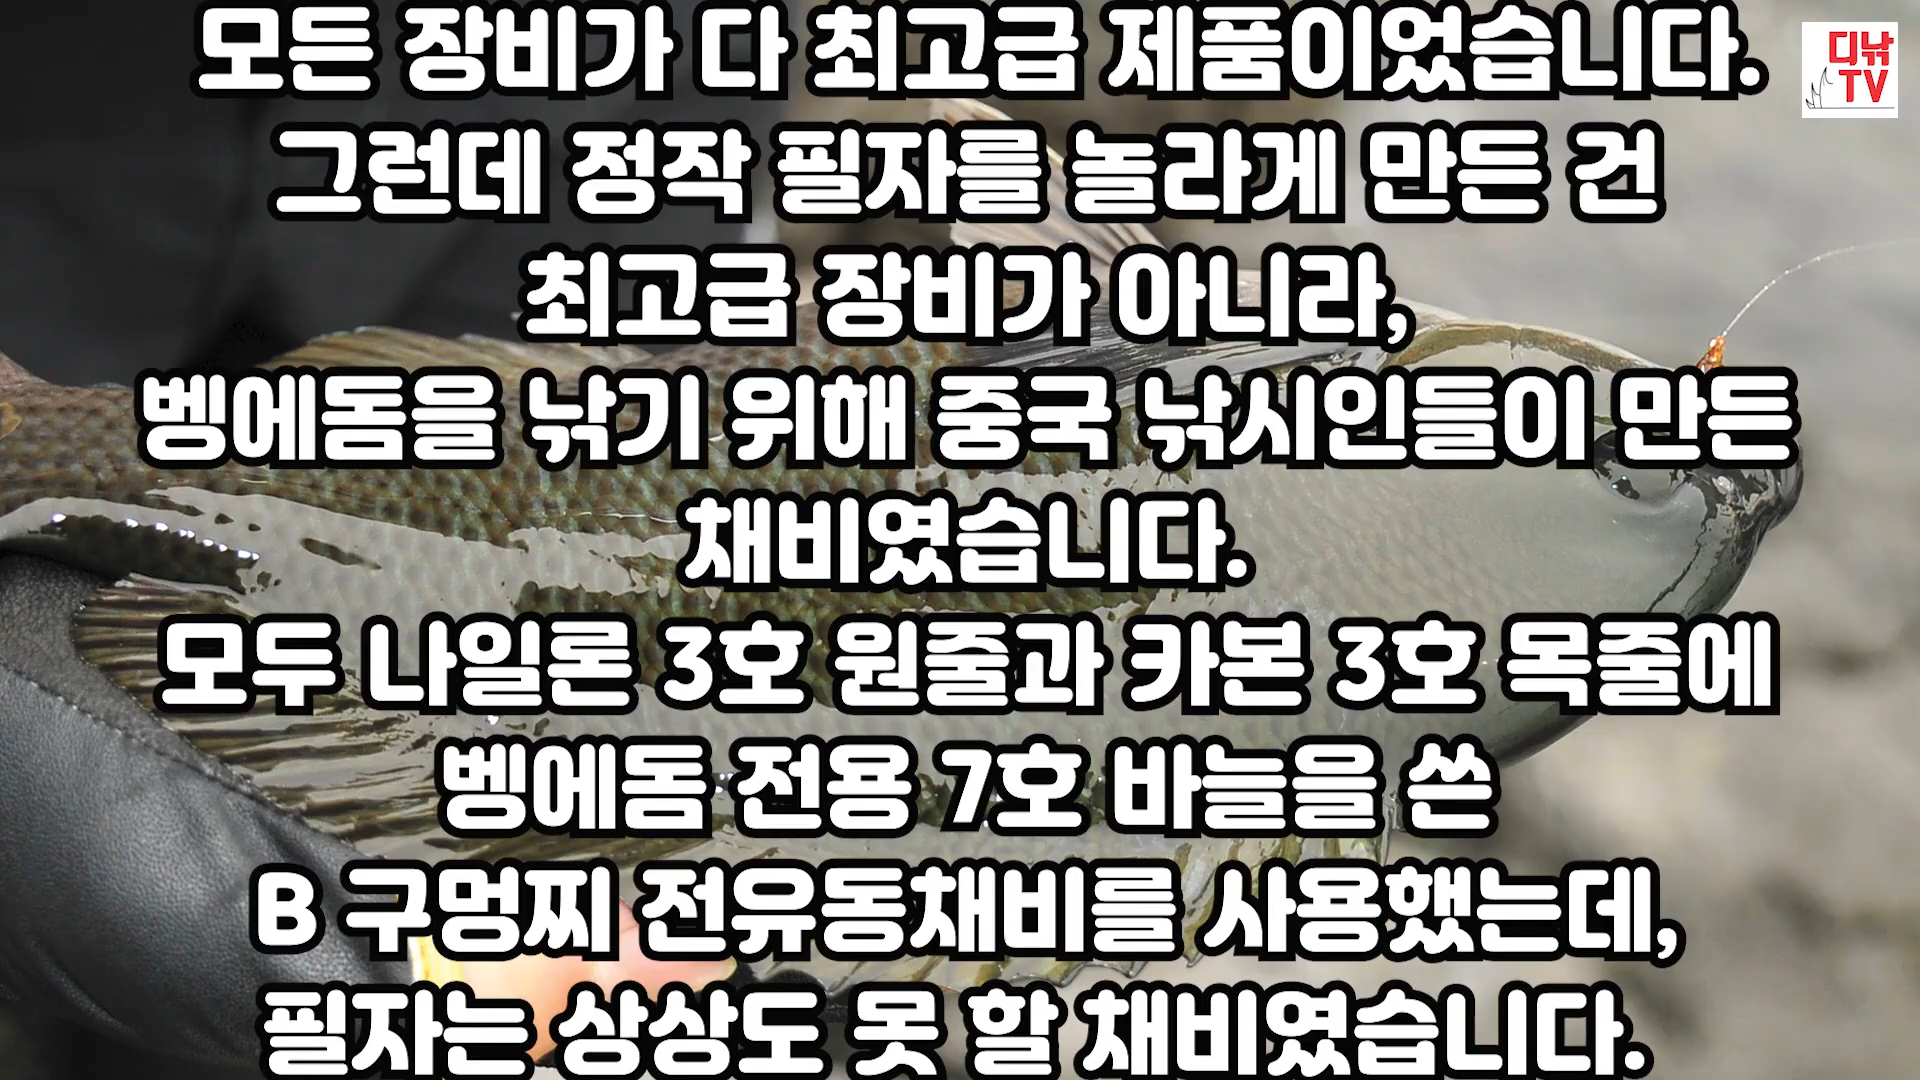 모든 장비가 다 최고급 제품이었습니다.
그런데 정작 필자를 놀라게 만든 건
최고급 장비가 아니라,
벵에돔을 낚기 위해 중국 낚시인들이 만든
채비였습니다.
모두 나일론 3호 원줄과 카본 3호 목줄에
벵에돔 전용 7호 바늘을 쓴
B 구멍찌 전유동채비를 사용했는데,
필자는 상상도 못 할 채비였습니다.
디낚
TV